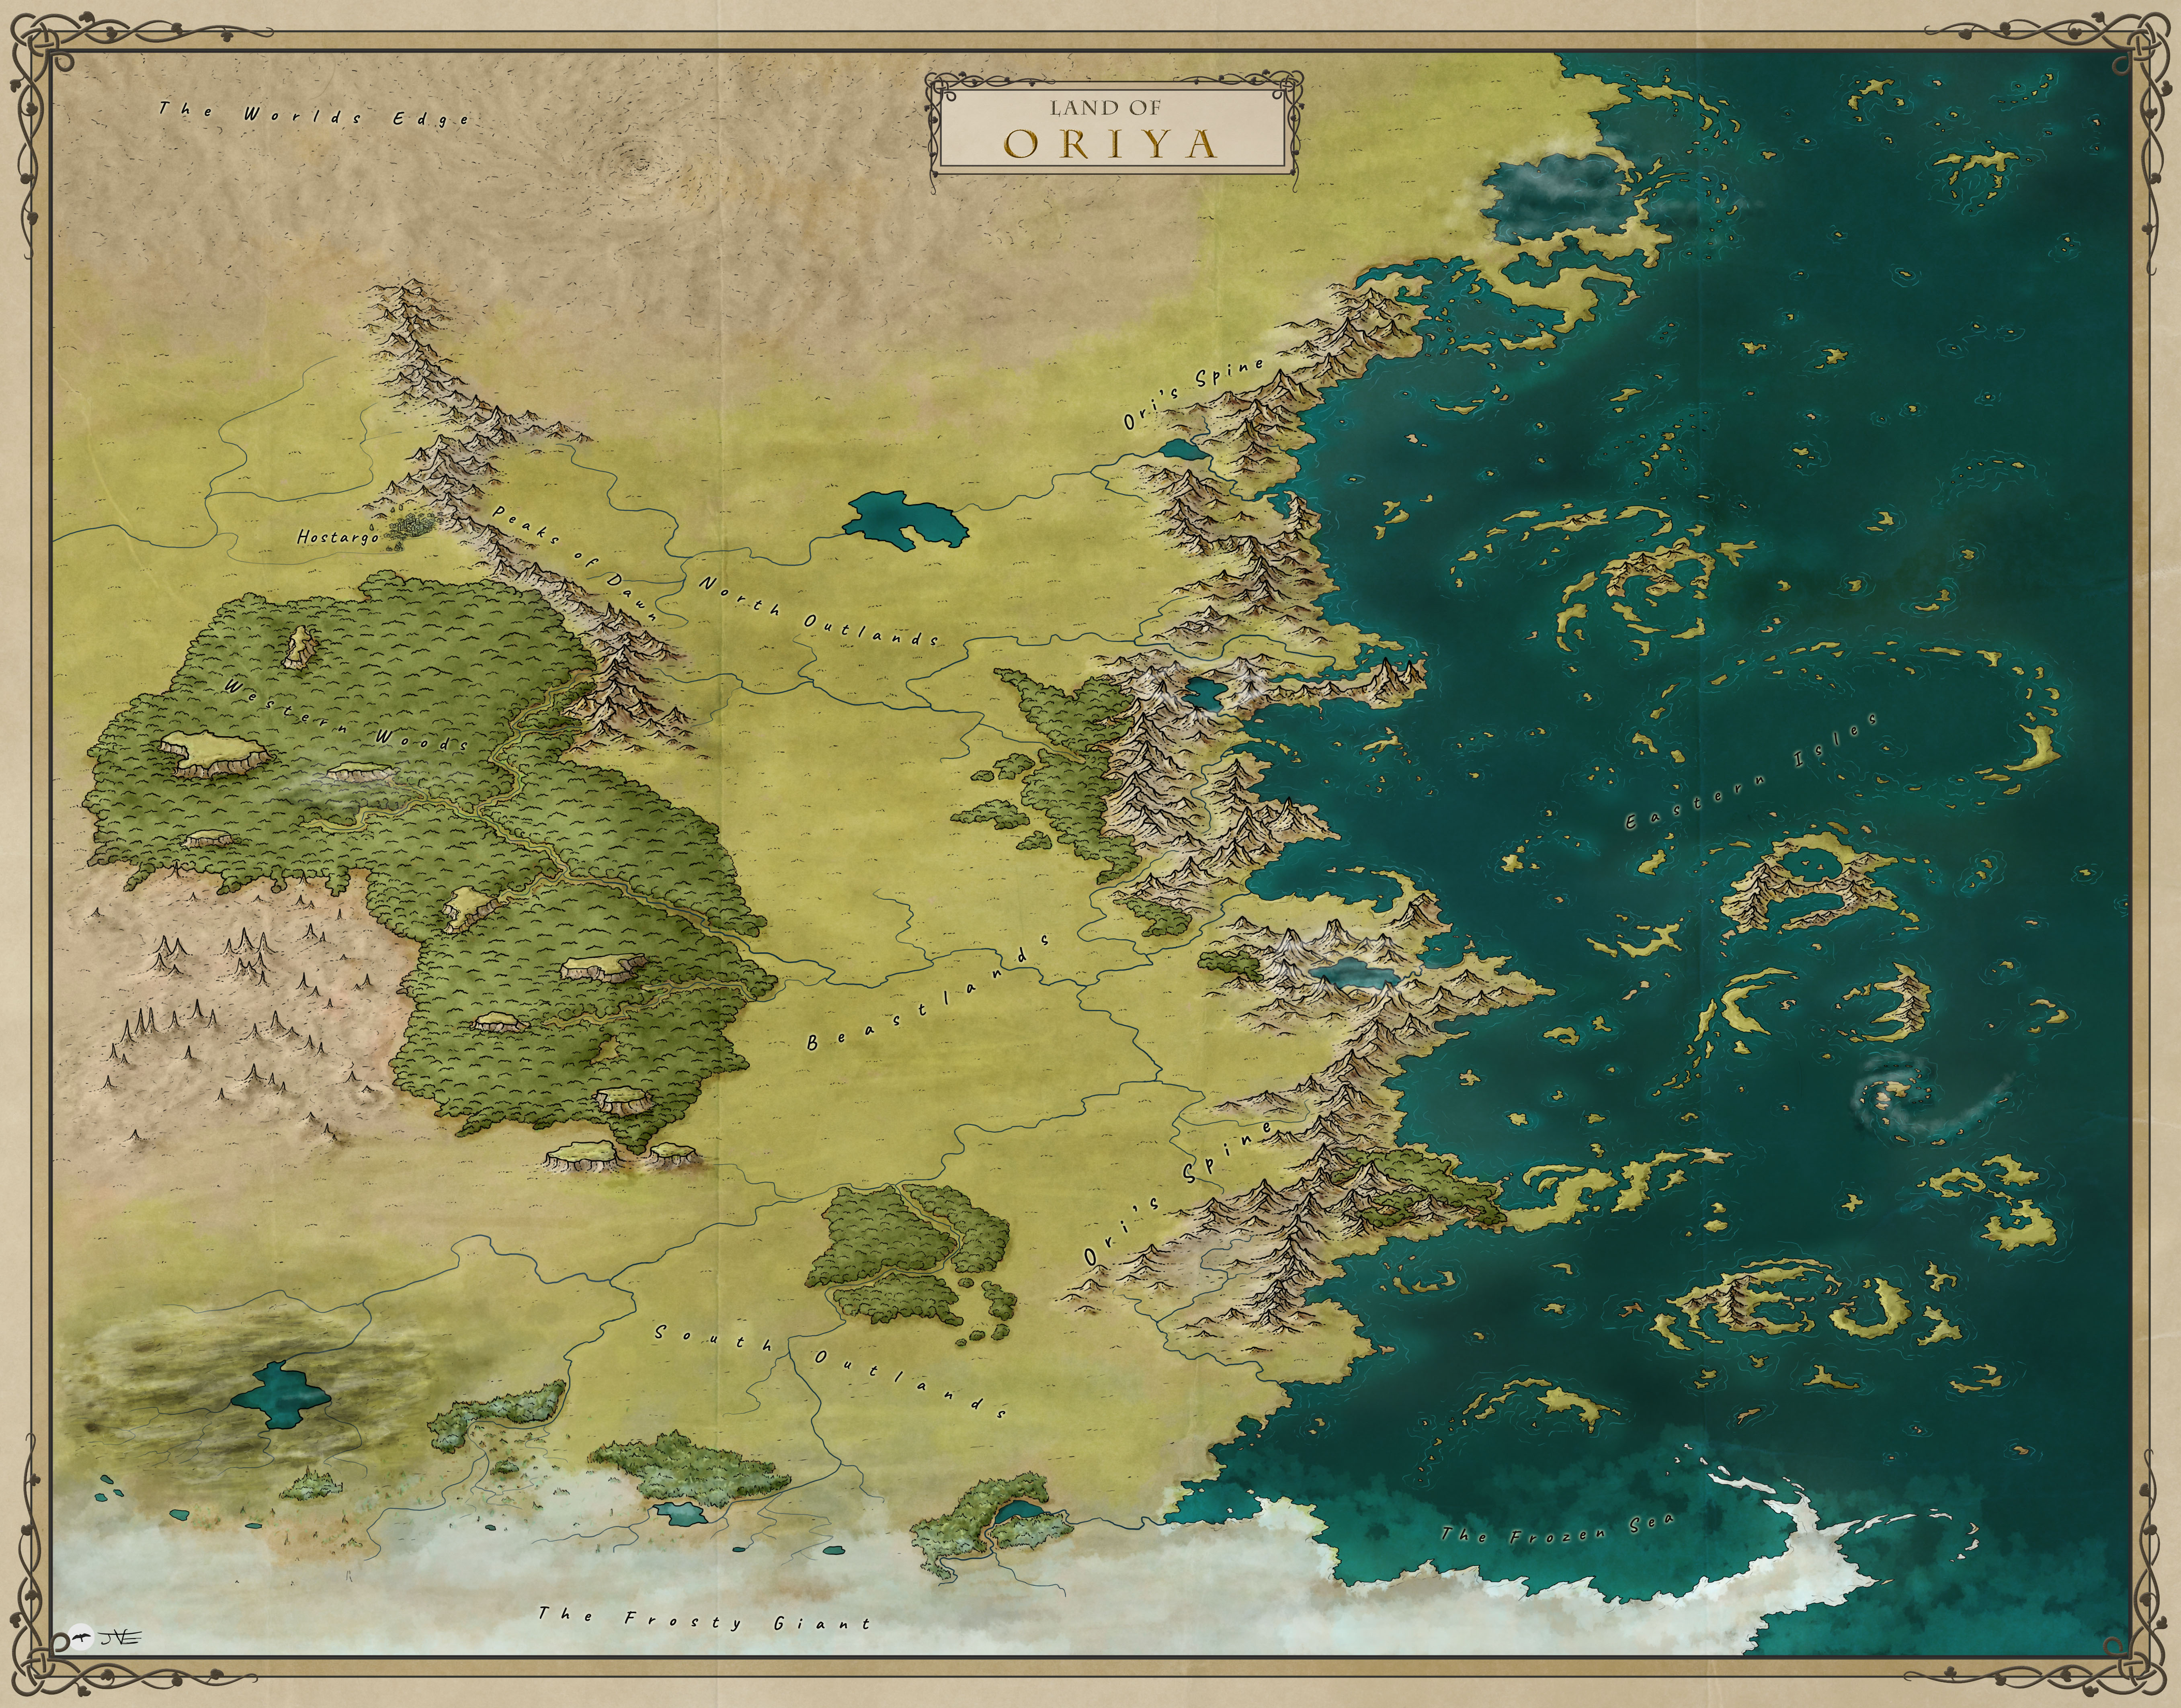 The Worlds Edge
LAND OF
ORIYA
Ori's Spine
Hostargo
Peaks of Dawn
North Outlands
Western Woods
Eastern Isles
Beastlands
Ori's Spine
South Outlands
The Frozen Sea
The Frosty Giant
JVE